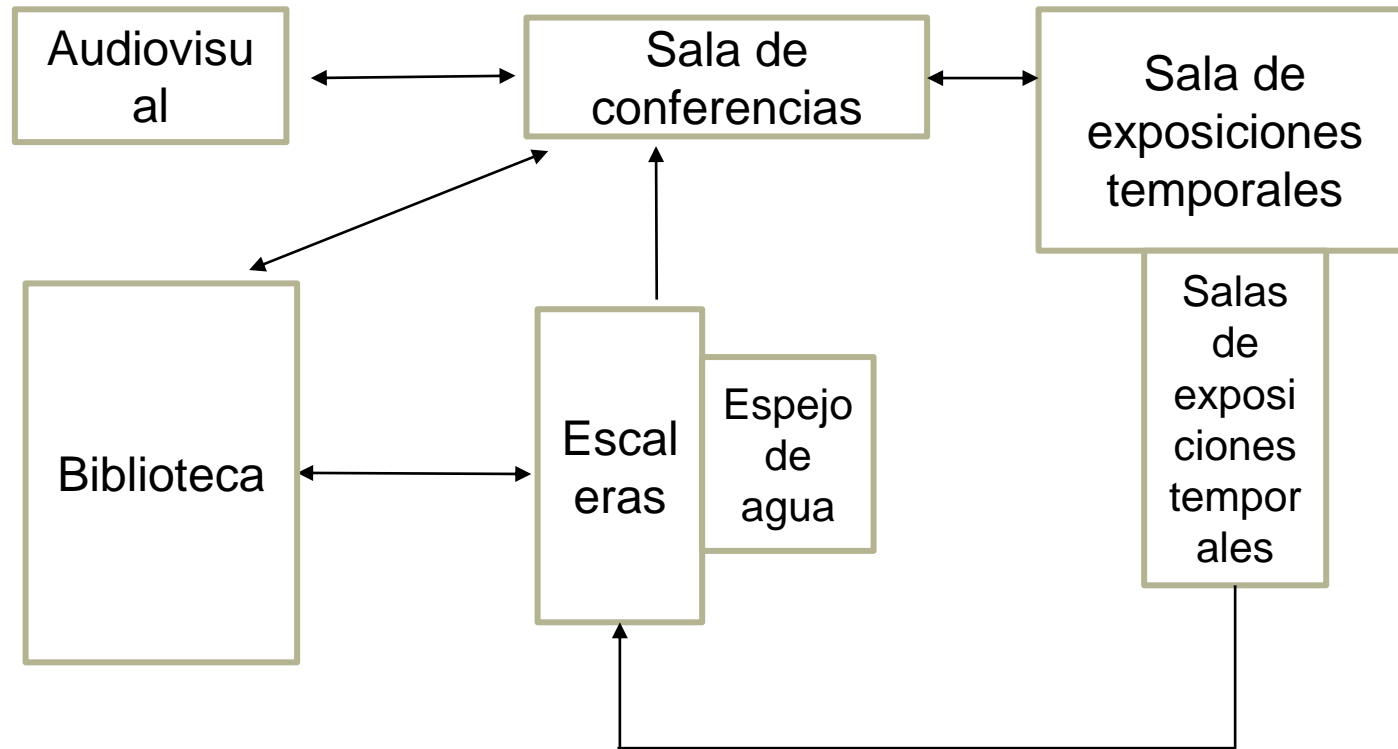 Audiovisu
al
Sala de
conferencias
Sala de
exposiciones
temporales
Biblioteca
Escal
eras
Espejo
de
agua
Salas
de
exposi
ciones
tempor
ales